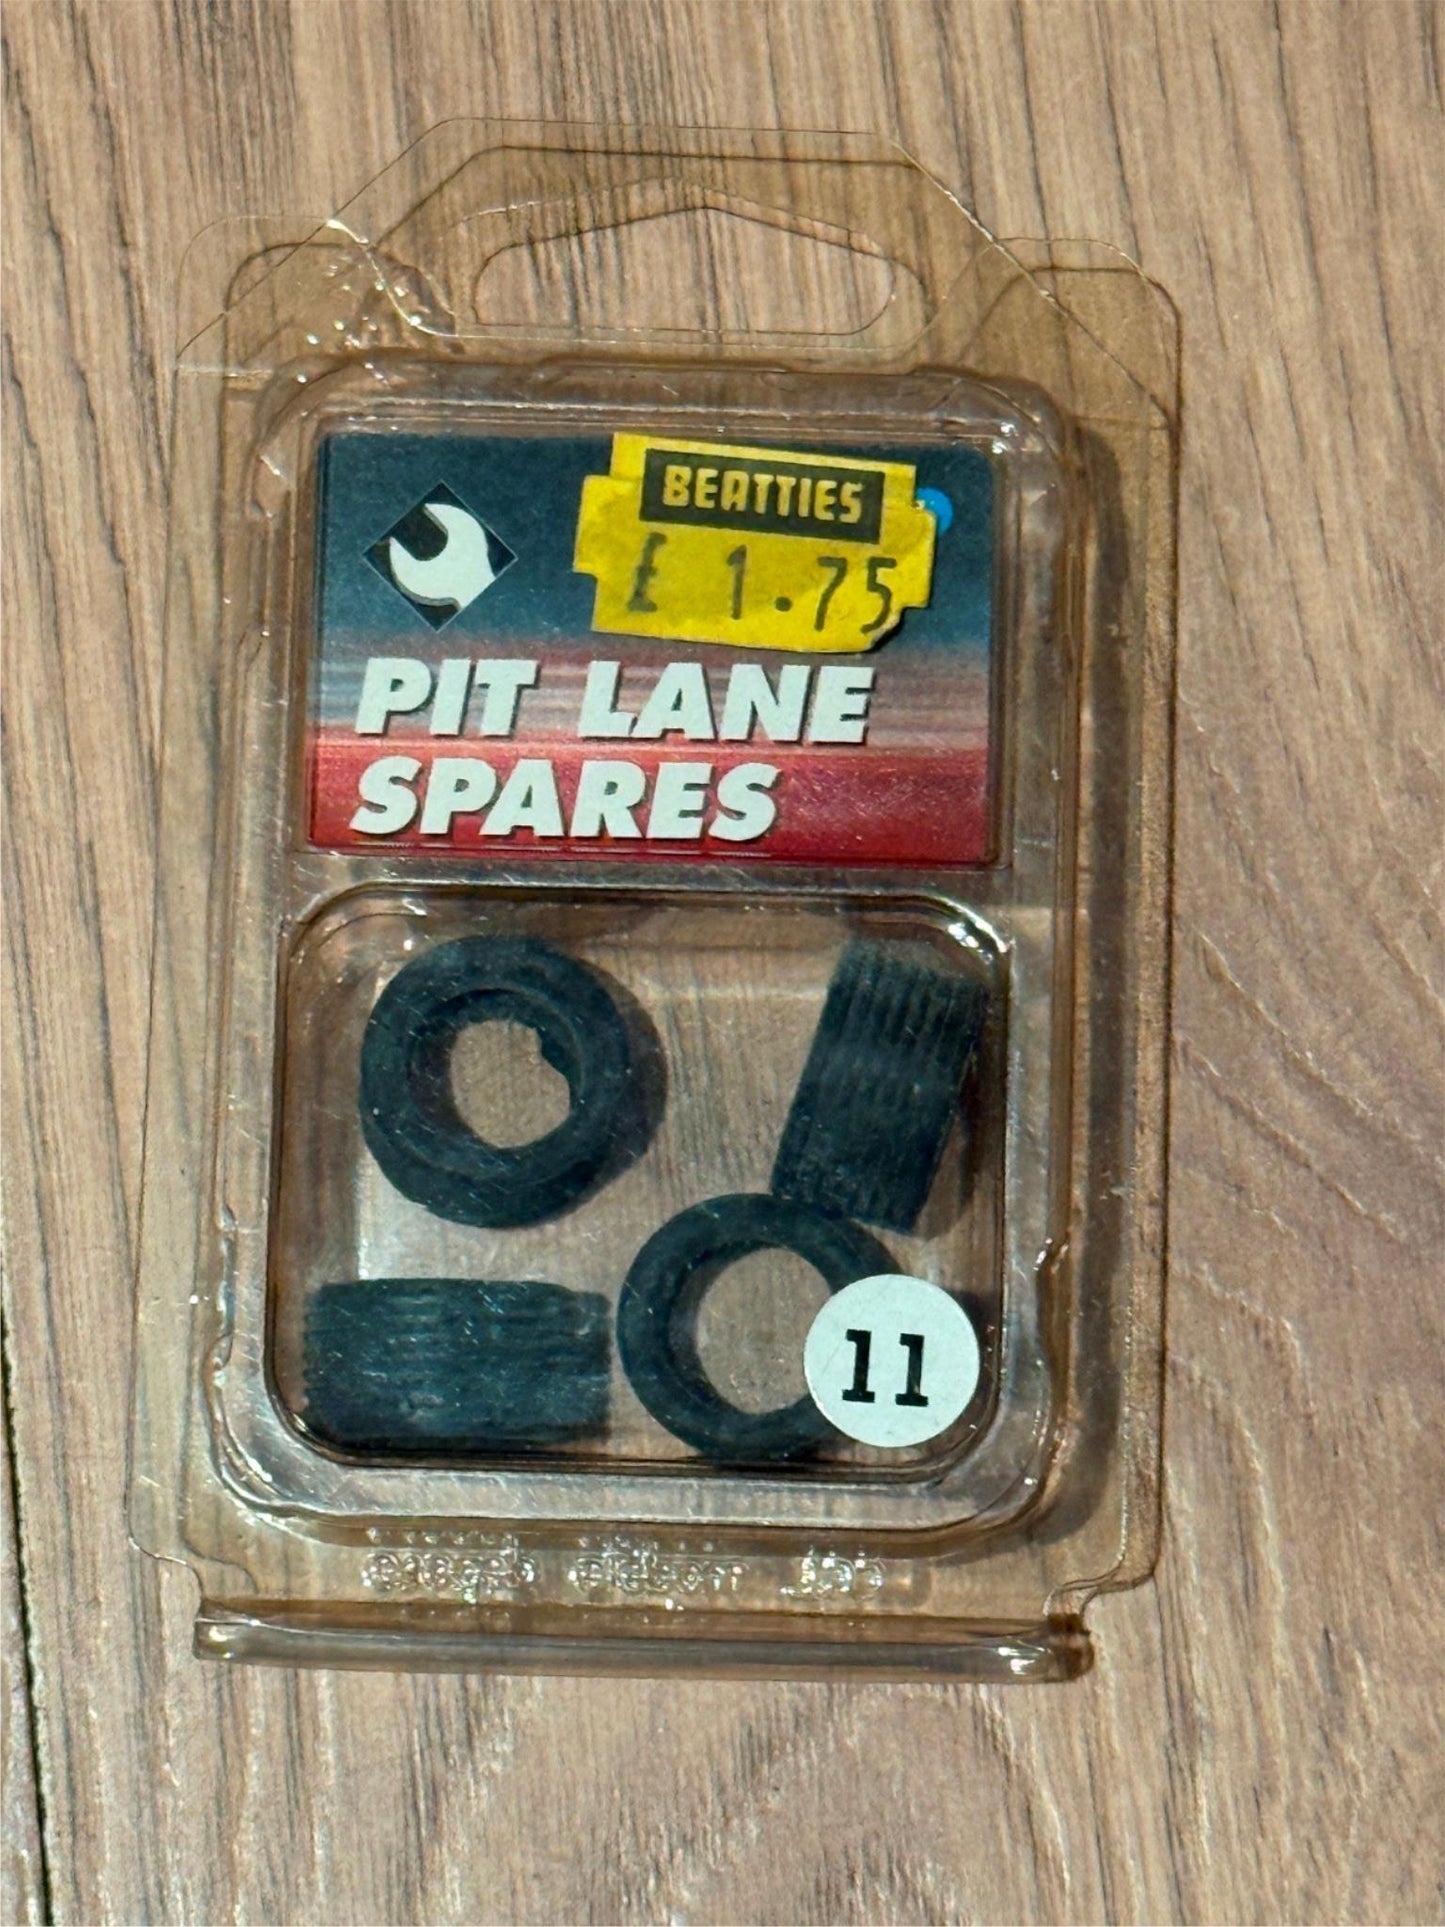 BEATTIES
£ 1.75
PIT LANE
SPARES
11